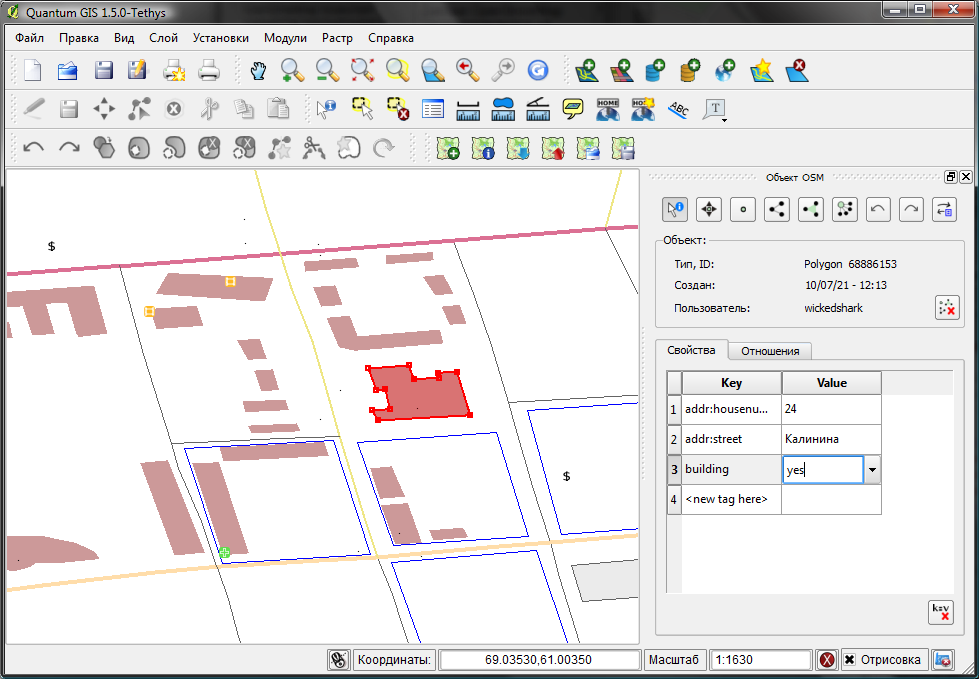 Quantum GIS 1.5.0-Tethys
Файл Правка Вид Слой Установки Модули Растр Справка
HOME HOME ABC T
Объект OSM
$
Объект:
Тип, ID: Polygon 68886153
Создан: 10/07/21 - 12:13
Пользователь: wickedshark
Свойства Отношения
Key Value
1 addr:housenu... 24
2 addr:street Калинина
3 building yes
4 <new tag here>
$
k=v
Координаты: 69.03530,61.00350 Масштаб 1:1630 Отрисовка